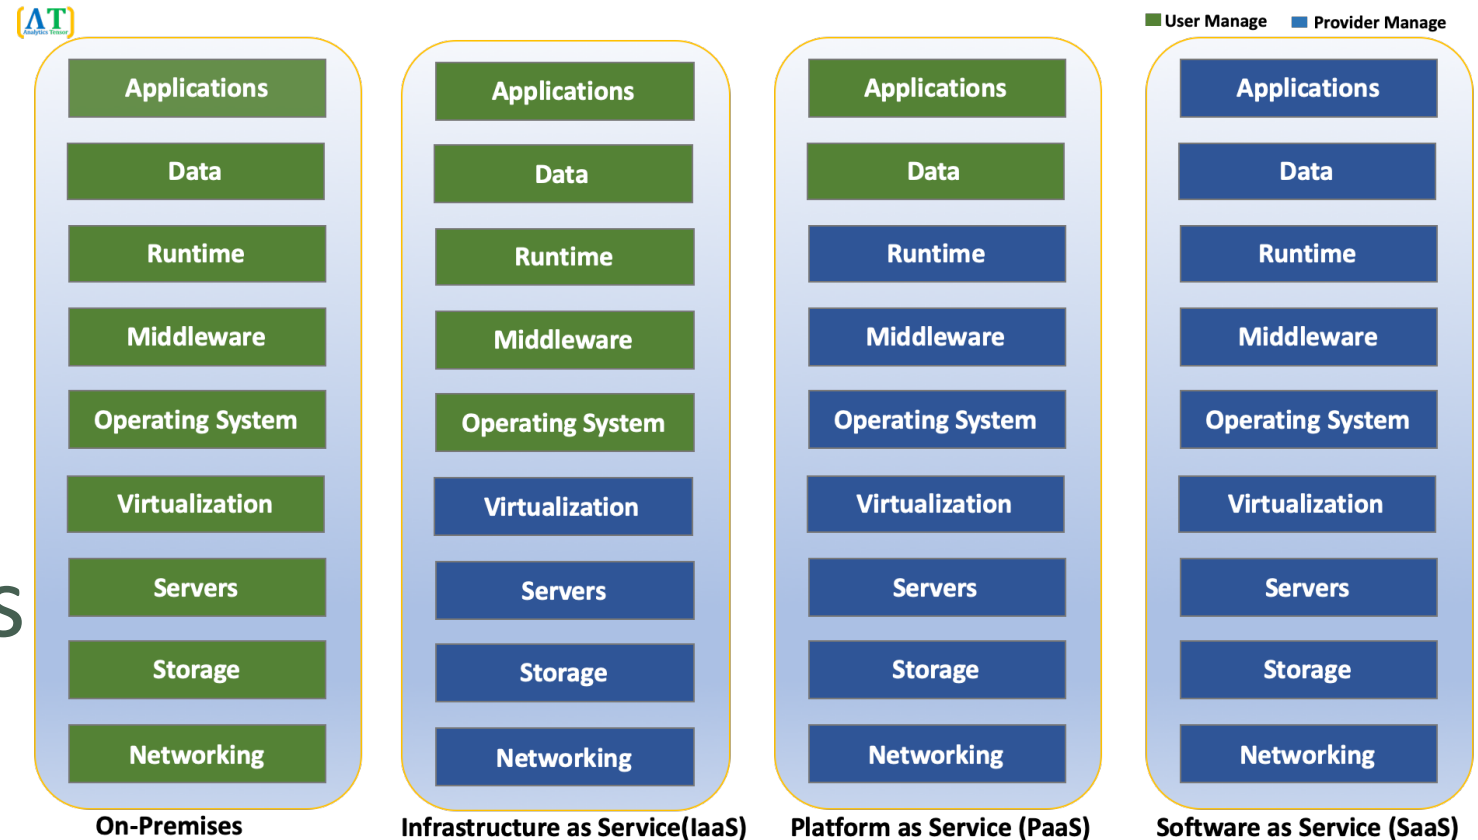 [AT]
Analytics Tensor
User Manage
Provider Manage
Applications
Data
Runtime
Middleware
Operating System
Virtualization
Servers
Storage
Networking
On-Premises
Applications
Data
Runtime
Middleware
Operating System
Virtualization
Servers
Storage
Networking
Infrastructure as Service(IaaS)
Applications
Data
Runtime
Middleware
Operating System
Virtualization
Servers
Storage
Networking
Platform as Service (PaaS)
Applications
Data
Runtime
Middleware
Operating System
Virtualization
Servers
Storage
Networking
Software as Service (SaaS)
s